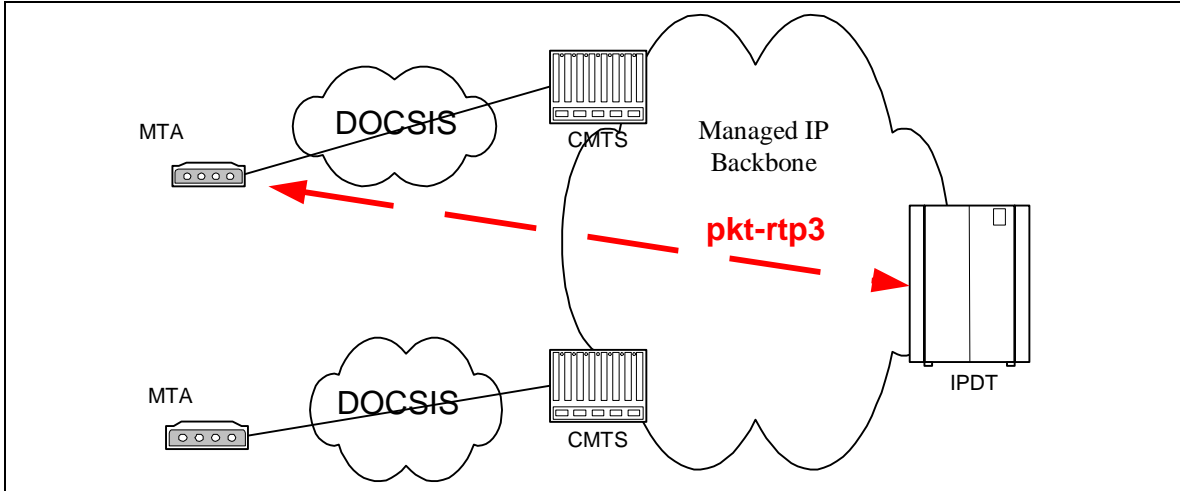 MTA
DOCSIS
CMTS
Managed IP
Backbone
pkt-rtp3
IPDT
MTA
DOCSIS
CMTS